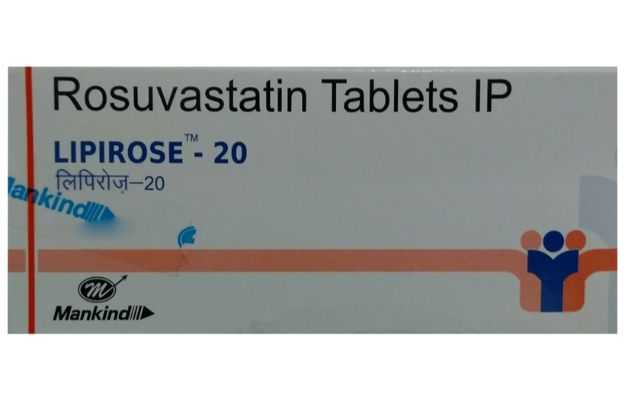 Rosuvastatin Tablets IP
LIPIROSE™ - 20
लिपिरोज़–20
Mankind
Mankind